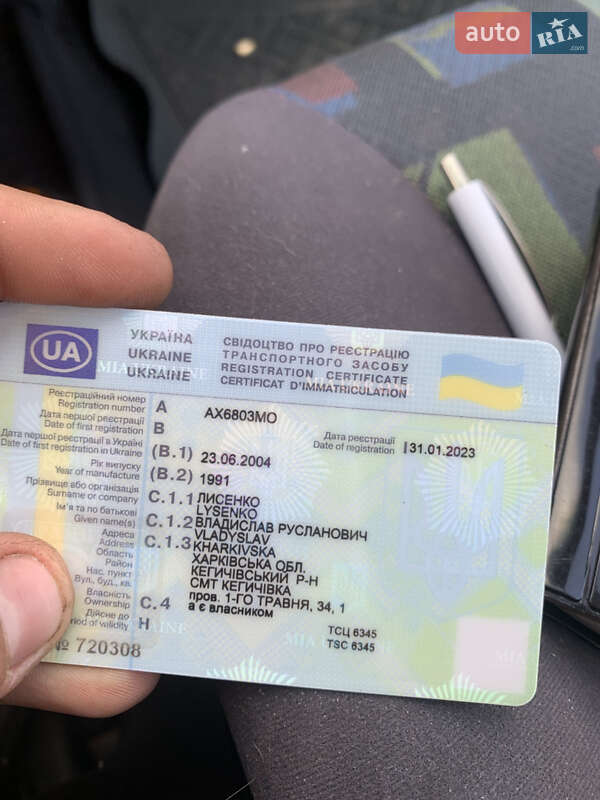 auto RIA.com
UA
УКРАЇНА
UKRAINE
UKRAINE
СВІДОЦТВО ПРО РЕЄСТРАЦІЮ
ТРАНСПОРТНОГО ЗАСОБУ
REGISTRATION CERTIFICATE
CERTIFICAT D'IMMATRICULATION
Реєстраційний номер
Registration number A AX6803MO
Дата першої реєстрації
Date of first registration B
Дата реєстрації
Date of registration I 31.01.2023
Дата першої реєстрації в Україні
Date of first registration in Ukraine (B.1) 23.06.2004
Рік випуску
Year of manufacture (B.2) 1991
Прізвище або організація
Surname or company C.1.1 ЛИСЕНКО
LYSENKO
Ім'я та по батькові
Given name(s) C.1.2 ВЛАДИСЛАВ РУСЛАНОВИЧ
VLADYSLAV
Адреса
Address C.1.3 KHARKIVSKA
Область ХАРКІВСЬКА ОБЛ.
Район КЕГИЧІВСЬКИЙ Р-Н
Нас. пункт СМТ КЕГИЧІВКА
Вул., буд., кв. пров. 1-ГО ТРАВНЯ, 34, 1
Власність
Ownership C.4 а є власником
Дійсне до
period of validity H
ТСЦ 6345
TSC 6345
№ 720308